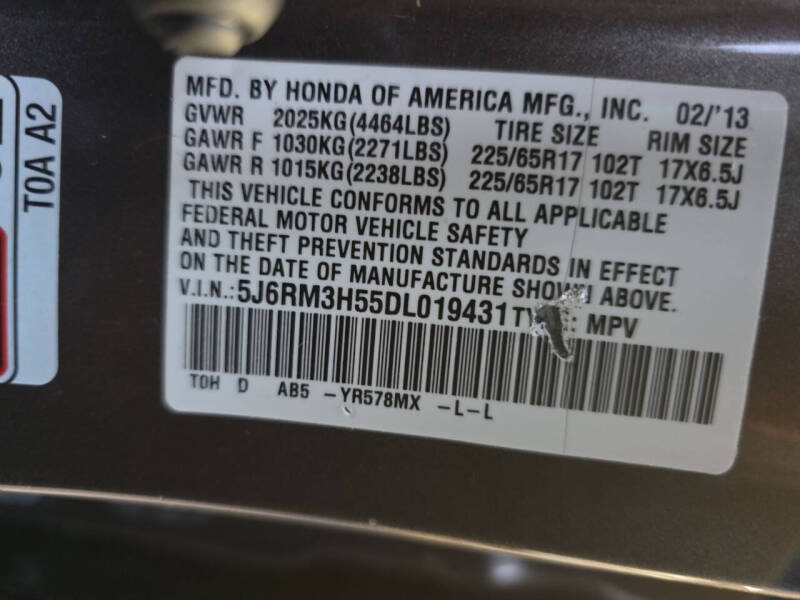 MFD. BY HONDA OF AMERICA MFG., INC. 02/'13
GVWR 2025KG(4464LBS) TIRE SIZE RIM SIZE
GAWR F 1030KG(2271LBS) 225/65R17 102T 17X6.5J
GAWR R 1015KG(2238LBS) 225/65R17 102T 17X6.5J
THIS VEHICLE CONFORMS TO ALL APPLICABLE
FEDERAL MOTOR VEHICLE SAFETY
AND THEFT PREVENTION STANDARDS IN EFFECT
ON THE DATE OF MANUFACTURE SHOWN ABOVE.
V.I.N.: 5J6RM3H55DL019431 : MPV
T0H D AB5 -YR578MX -L-L
T0A A2